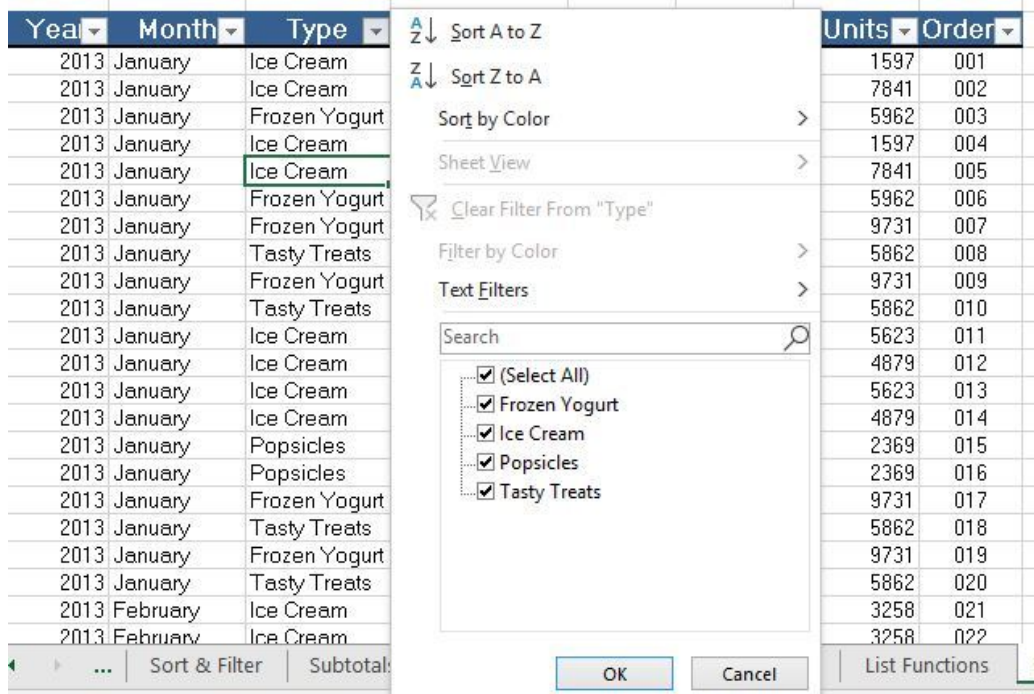 Year Month Type Units Order
2013 January Ice Cream 1597 001
2013 January Ice Cream 7841 002
2013 January Frozen Yogurt 5962 003
2013 January Ice Cream 1597 004
2013 January Ice Cream 7841 005
2013 January Frozen Yogurt 5962 006
2013 January Frozen Yogurt 9731 007
2013 January Tasty Treats 5862 008
2013 January Frozen Yogurt 9731 009
2013 January Tasty Treats 5862 010
2013 January Ice Cream 5623 011
2013 January Ice Cream 4879 012
2013 January Ice Cream 5623 013
2013 January Ice Cream 4879 014
2013 January Popsicles 2369 015
2013 January Popsicles 2369 016
2013 January Frozen Yogurt 9731 017
2013 January Tasty Treats 5862 018
2013 January Frozen Yogurt 9731 019
2013 January Tasty Treats 5862 020
2013 February Ice Cream 3258 021
2013 February Ice Cream 3258 022
Sort A to Z
Sort Z to A
Sort by Color
Sheet View
Clear Filter From "Type"
Filter by Color
Text Filters
Search
(Select All)
Frozen Yogurt
Ice Cream
Popsicles
Tasty Treats
OK Cancel
... Sort & Filter Subtotals List Functions